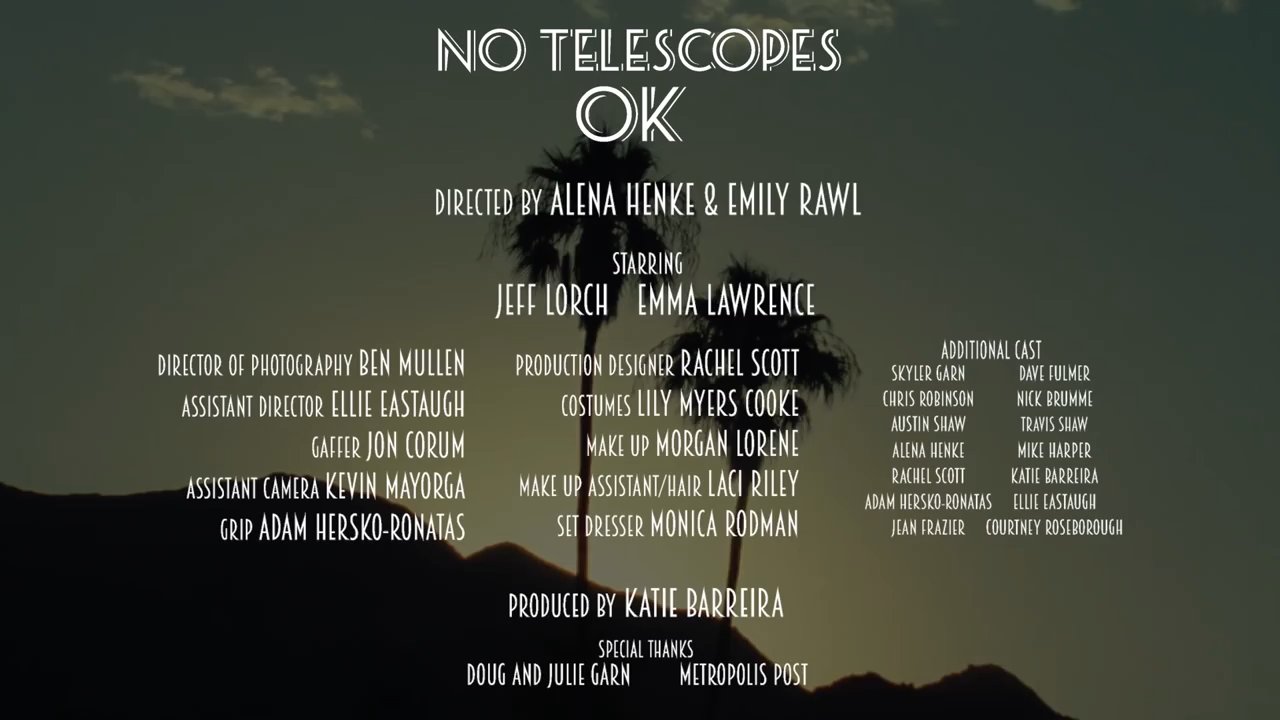 NO TELESCOPES
OK
DIRECTED BY ALENA HENKE & EMILY RAWL
STARRING
JEFF LORCH EMMA LAWRENCE
DIRECTOR OF PHOTOGRAPHY BEN MULLEN
ASSISTANT DIRECTOR ELLIE EASTAUGH
GAFFER JON CORUM
ASSISTANT CAMERA KEVIN MAYORGA
GRIP ADAM HERSKO-RONATAS
PRODUCTION DESIGNER RACHEL SCOTT
COSTUMES LILY MYERS COOKE
MAKE UP MORGAN LORENE
MAKE UP ASSISTANT/HAIR LACI RILEY
SET DRESSER MONICA RODMAN
ADDITIONAL CAST
SKYLER GARN DAVE FULMER
CHRIS ROBINSON NICK BRUMME
AUSTIN SHAW TRAVIS SHAW
ALENA HENKE MIKE HARPER
RACHEL SCOTT KATIE BARREIRA
ADAM HERSKO-RONATAS ELLIE EASTAUGH
JEAN FRAZIER COURTNEY ROSEBOROUGH
PRODUCED BY KATIE BARREIRA
SPECIAL THANKS
DOUG AND JULIE GARN METROPOLIS POST